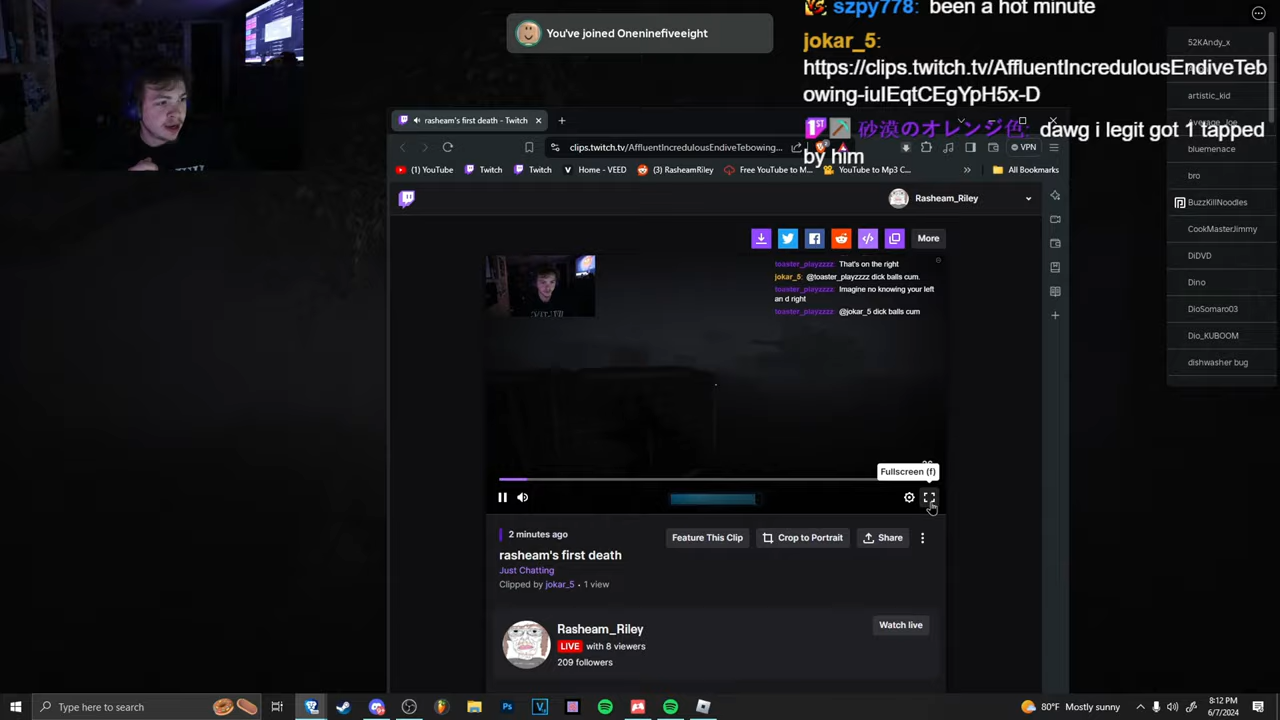 szpy778: been a hot minute
You've joined Oneninefiveeight
jokar_5:
https://clips.twitch.tv/AffluentIncredulousEndiveTeb
owing-iuIEqtCEgYpH5x-D
砂漠のオレンジ色: dawg i legit got 1 tapped
by him
52KAndy_x
artistic_kid
Average_Joe
bluemenace
bro
BuzzKillNoodles
CookMasterJimmy
DiDVD
Dino
DioSomaro03
Dio_KUBOOM
dishwasher bug
rasheam's first death - Twitch
clips.twitch.tv/AffluentIncredulousEndiveTebowing...
VPN
(1) YouTube
Twitch
Twitch
Home - VEED
(3) RasheamRiley
Free YouTube to M...
YouTube to Mp3 C...
»
All Bookmarks
Rasheam_Riley
More
toaster_playzzzz: That's on the right
jokar_5: @toaster_playzzzz dick balls cum.
toaster_playzzzz: Imagine no knowing your left
an d right
toaster_playzzzz: @jokar_5 dick balls cum
Fullscreen (f)
2 minutes ago
Feature This Clip
Crop to Portrait
Share
rasheam's first death
Just Chatting
Clipped by jokar_5 • 1 view
Rasheam_Riley
Watch live
LIVE with 8 viewers
209 followers
Type here to search
80°F Mostly sunny
8:12 PM
6/7/2024